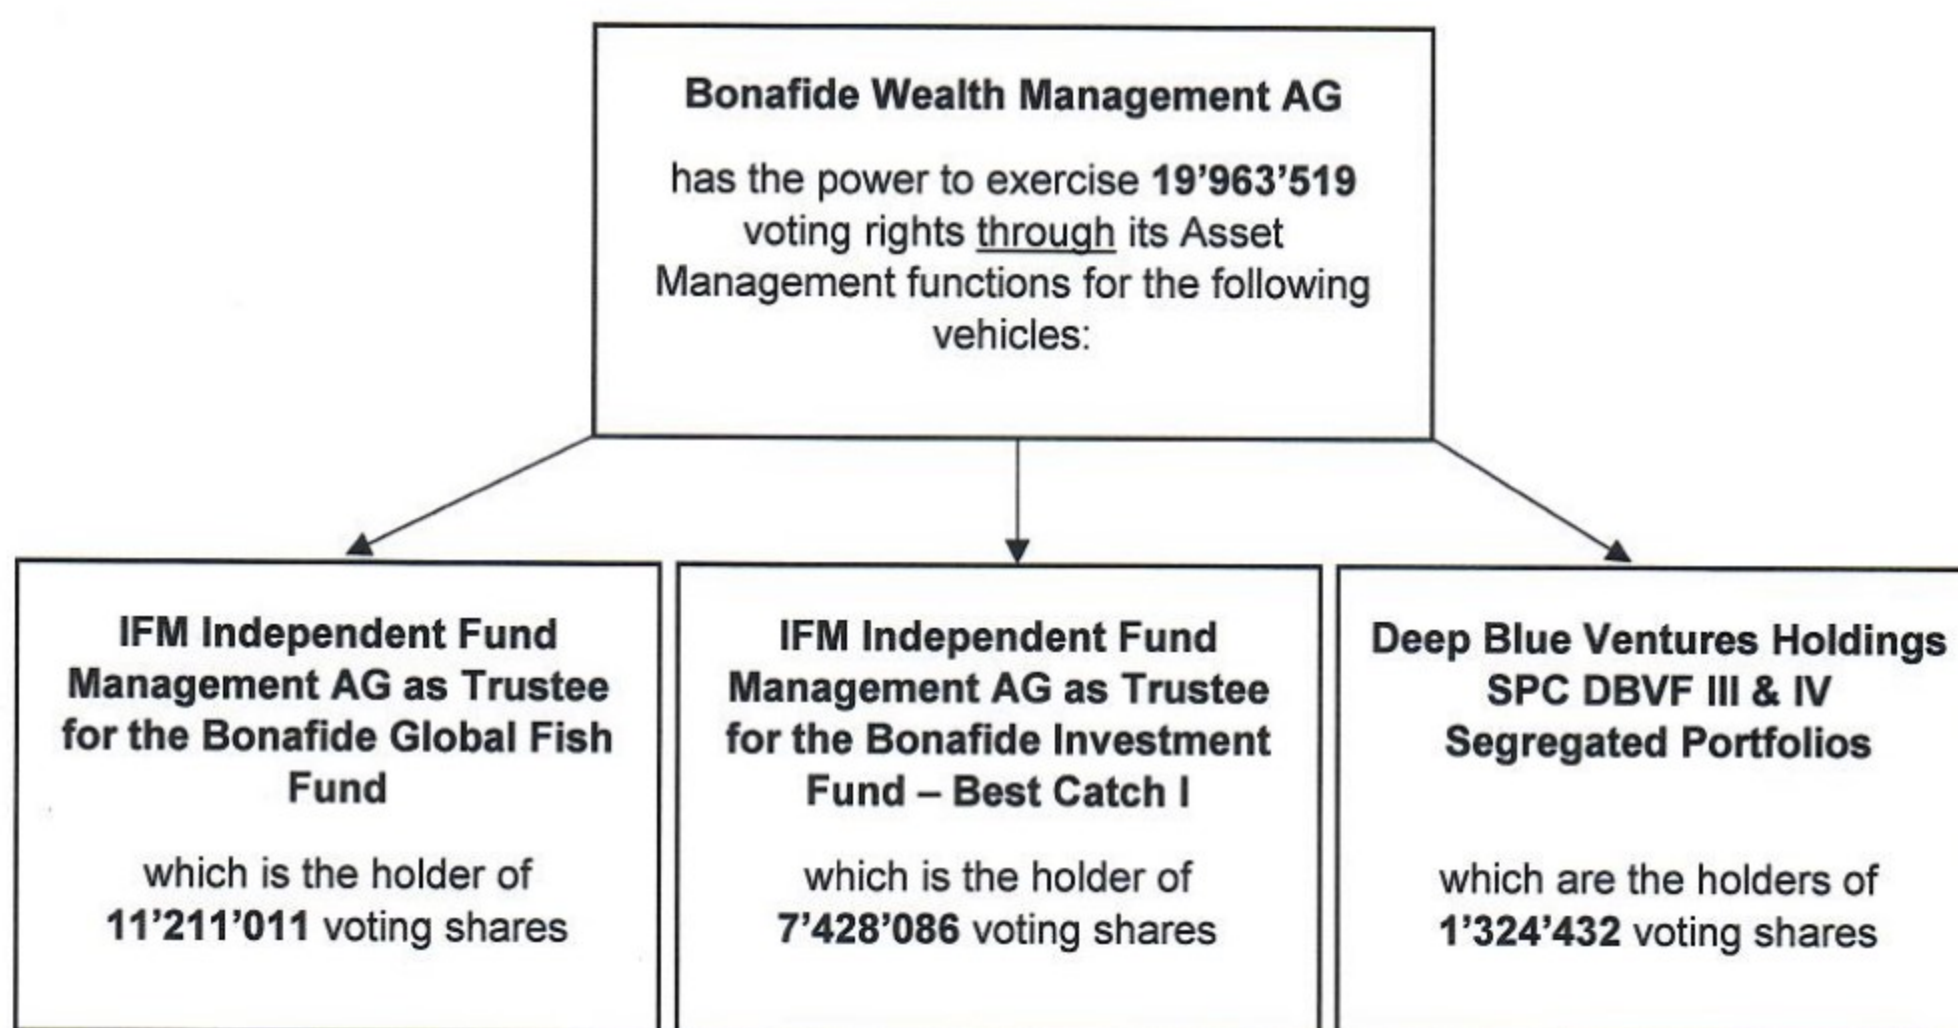 Bonafide Wealth Management AG
has the power to exercise 19’963’519
voting rights through its Asset
Management functions for the following
vehicles:
IFM Independent Fund
Management AG as Trustee
for the Bonafide Global Fish
Fund
which is the holder of
11’211’011 voting shares
IFM Independent Fund
Management AG as Trustee
for the Bonafide Investment
Fund – Best Catch I
which is the holder of
7’428’086 voting shares
Deep Blue Ventures Holdings
SPC DBVF III & IV
Segregated Portfolios
which are the holders of
1’324’432 voting shares